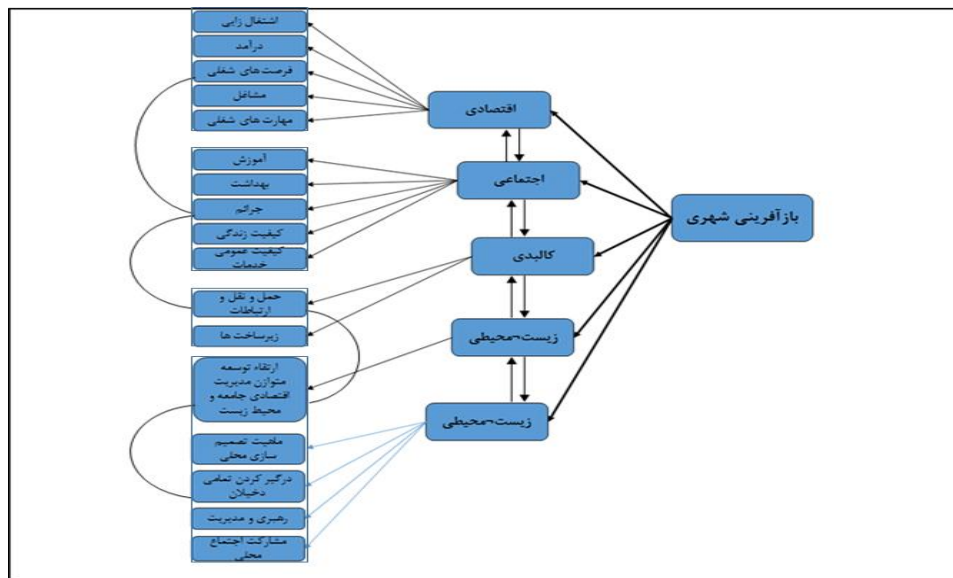 بازآفرینی شهری
اقتصادی
اجتماعی
کالبدی
زیست¬محیطی
زیست¬محیطی
اشتغال زایی
درآمد
فرصت‌های شغلی
مشاغل
مهارت های شغلی
آموزش
بهداشت
جرائم
کیفیت زندگی
کیفیت عمومی
خدمات
حمل و نقل و
ارتباطات
زیرساخت ها
ارتقاء توسعه
متوازن مدیریت
اقتصادی جامعه و
محیط زیست
ماهیت تصمیم
سازی محلی
درگیر کردن تمامی
دخیلان
رهبری و مدیریت
مشارکت اجتماع
محلی